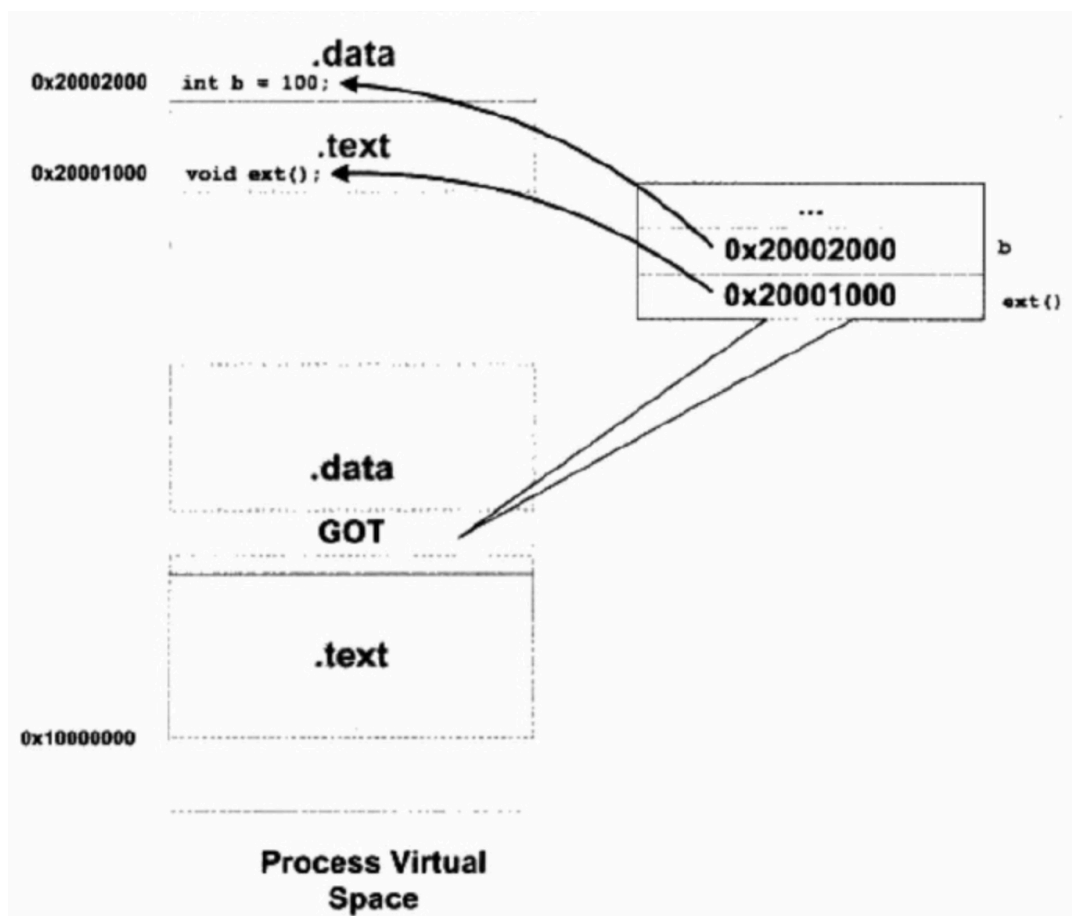 .data
0x20002000 int b = 100;
.text
0x20001000 void ext();
...
0x20002000 b
0x20001000 ext()
.data
GOT
.text
0x10000000
Process Virtual
Space